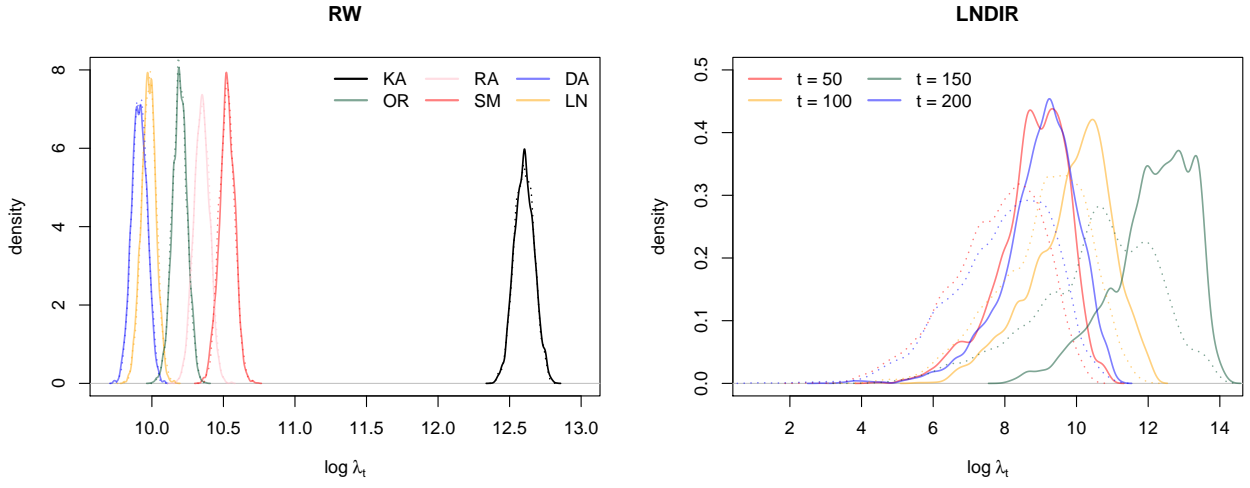 RW
LNDIR
density
8
6
4
2
0
KA RA DA
OR SM LN
10.0 10.5 11.0 11.5 12.0 12.5 13.0
log λt
density
0.5
0.4
0.3
0.2
0.1
0.0
t = 50 t = 150
t = 100 t = 200
2 4 6 8 10 12 14
log λt